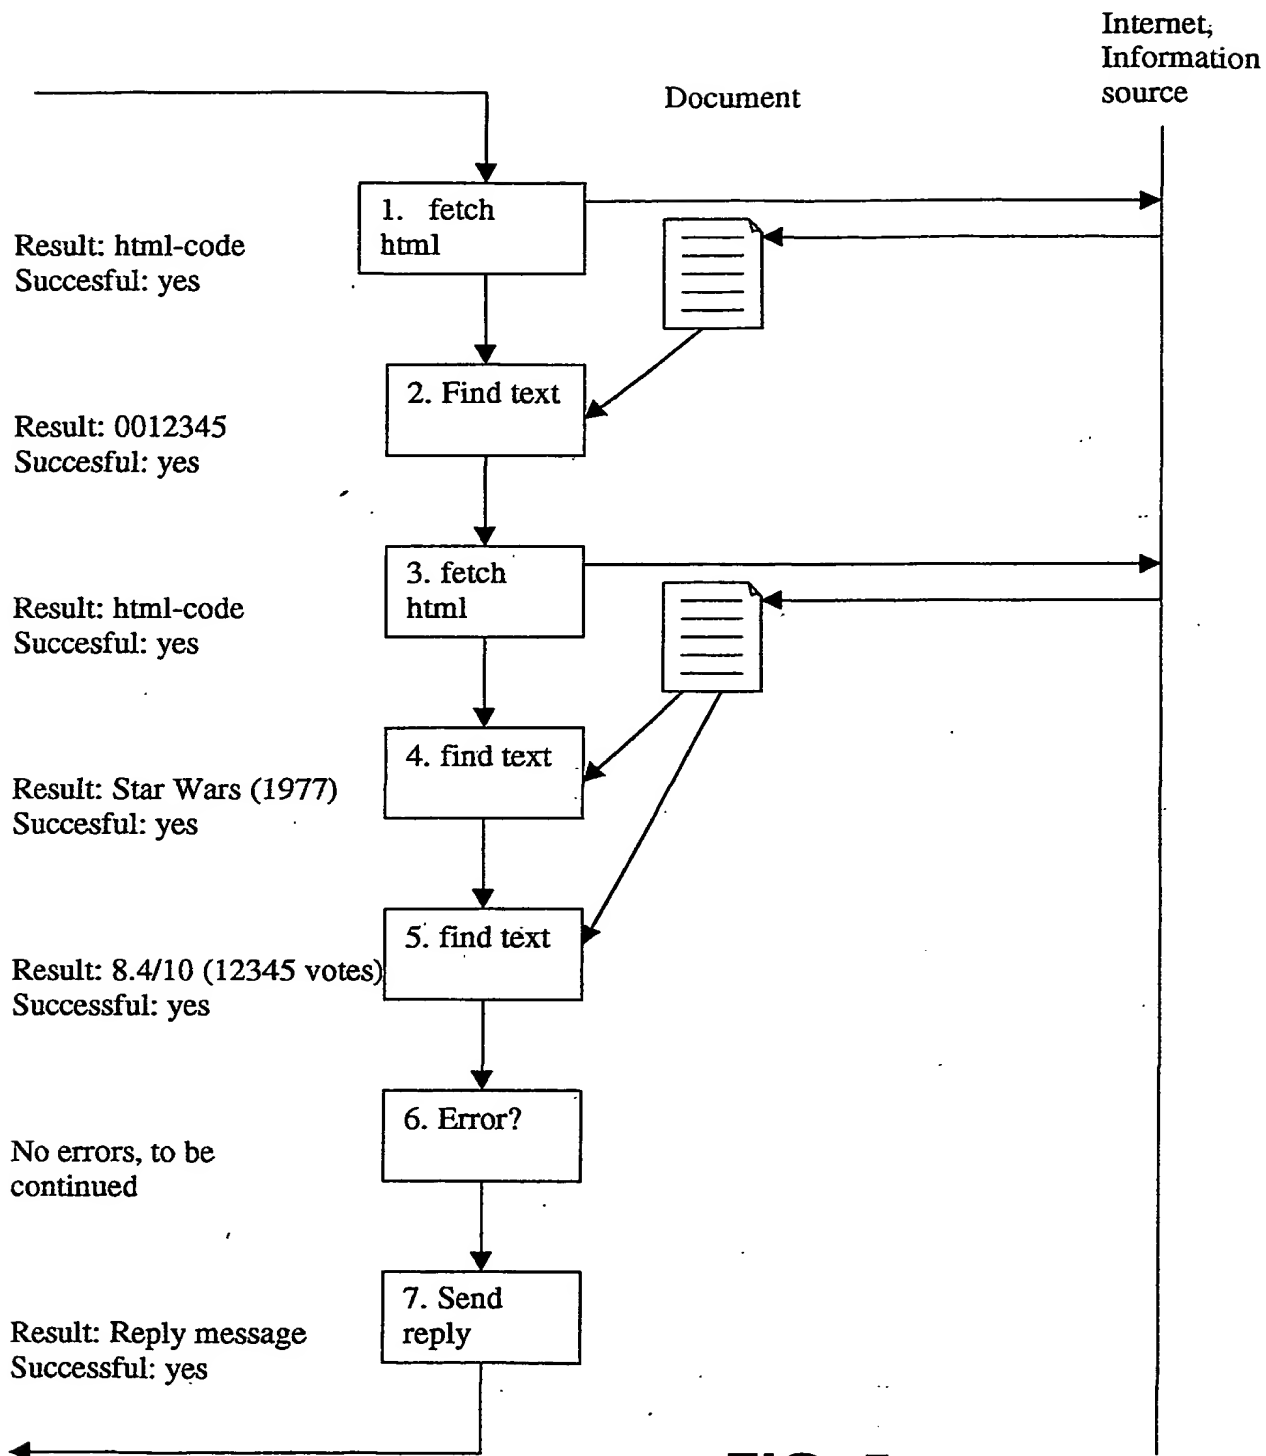 Internet,
Information
source
Document
1. fetch
html
Result: html-code
Succesful: yes
2. Find text
Result: 0012345
Succesful: yes
3. fetch
html
Result: html-code
Succesful: yes
4. find text
Result: Star Wars (1977)
Succesful: yes
5. find text
Result: 8.4/10 (12345 votes)
Successful: yes
6. Error?
No errors, to be
continued
7. Send
reply
Result: Reply message
Successful: yes